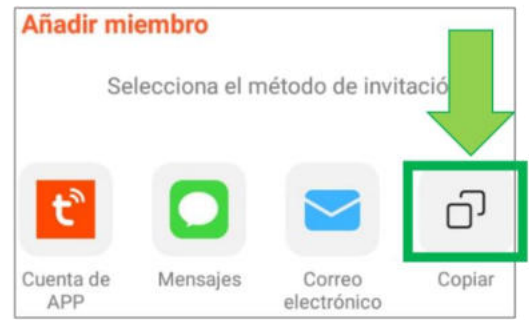 Añadir miembro
Selecciona el método de invitació
Cuenta de APP
Mensajes
Correo electrónico
Copiar